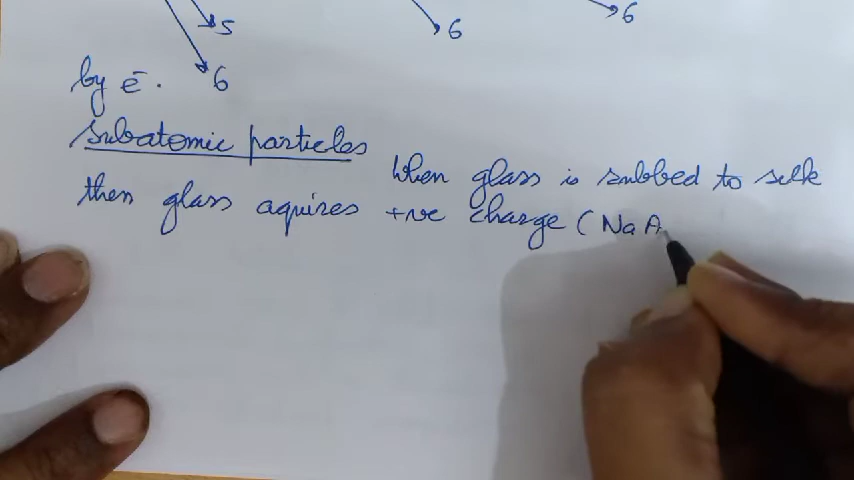 5
6
6
by e⁻. 6
subatomic particles When glass is rubbed to silk
then glass aquires +ve charge (Na A